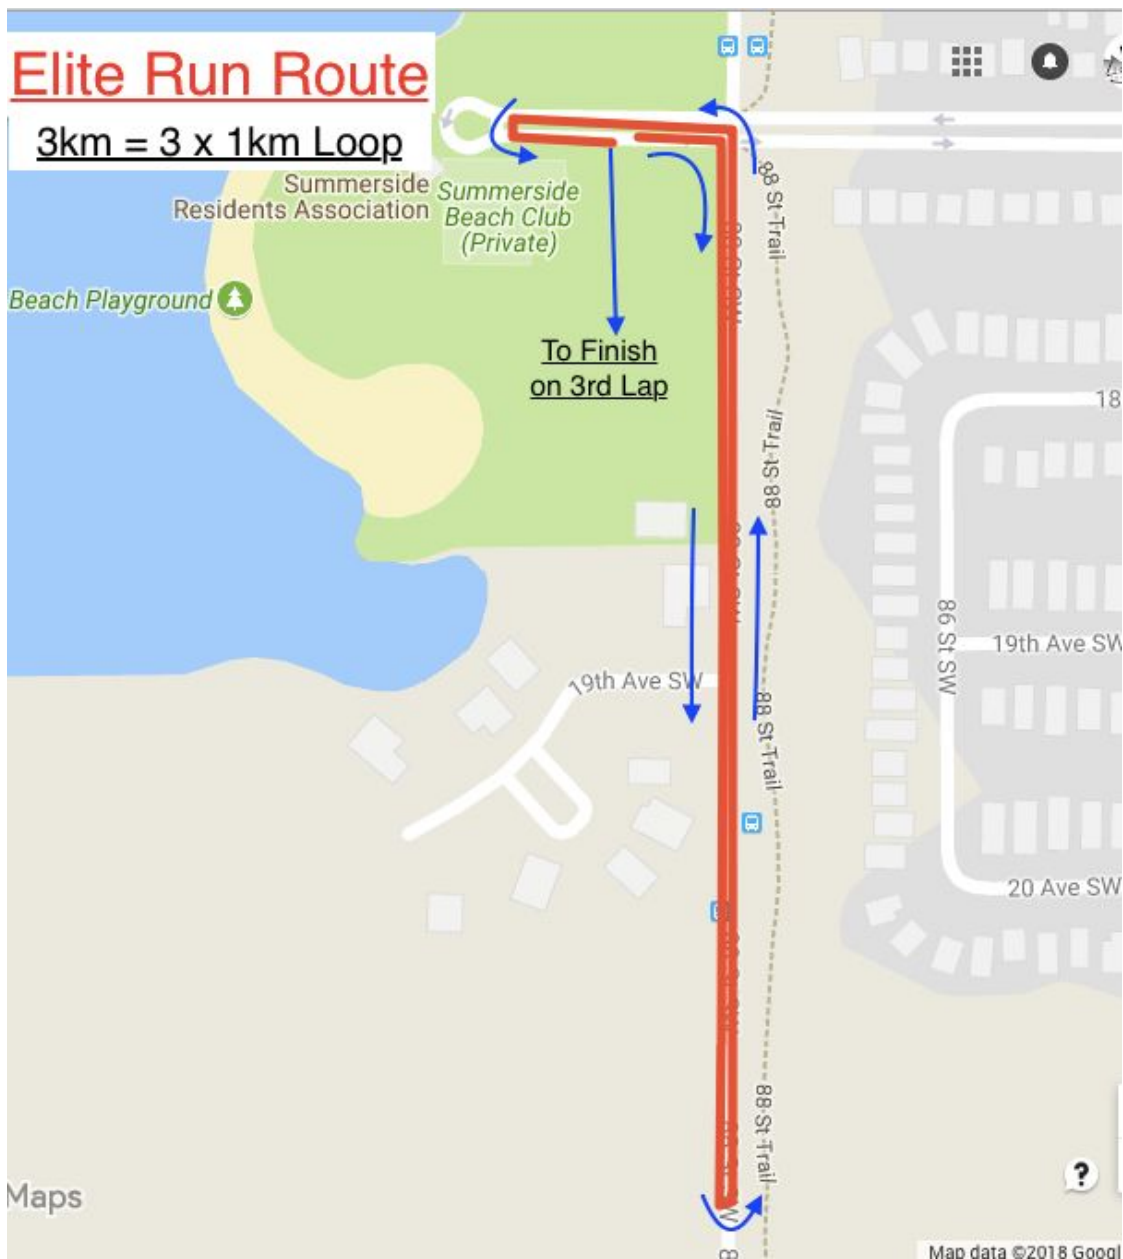 Elite Run Route
3km = 3 x 1km Loop
Summerside
Residents Association
Summerside
Beach Club
(Private)
88 St Trail
Beach Playground
To Finish
on 3rd Lap
18
88 St Trail
86 St SW
19th Ave SW
19th Ave SW
88 St Trail
20 Ave SW
88 St Trail
?
Maps
8
Map data ©2018 Googl